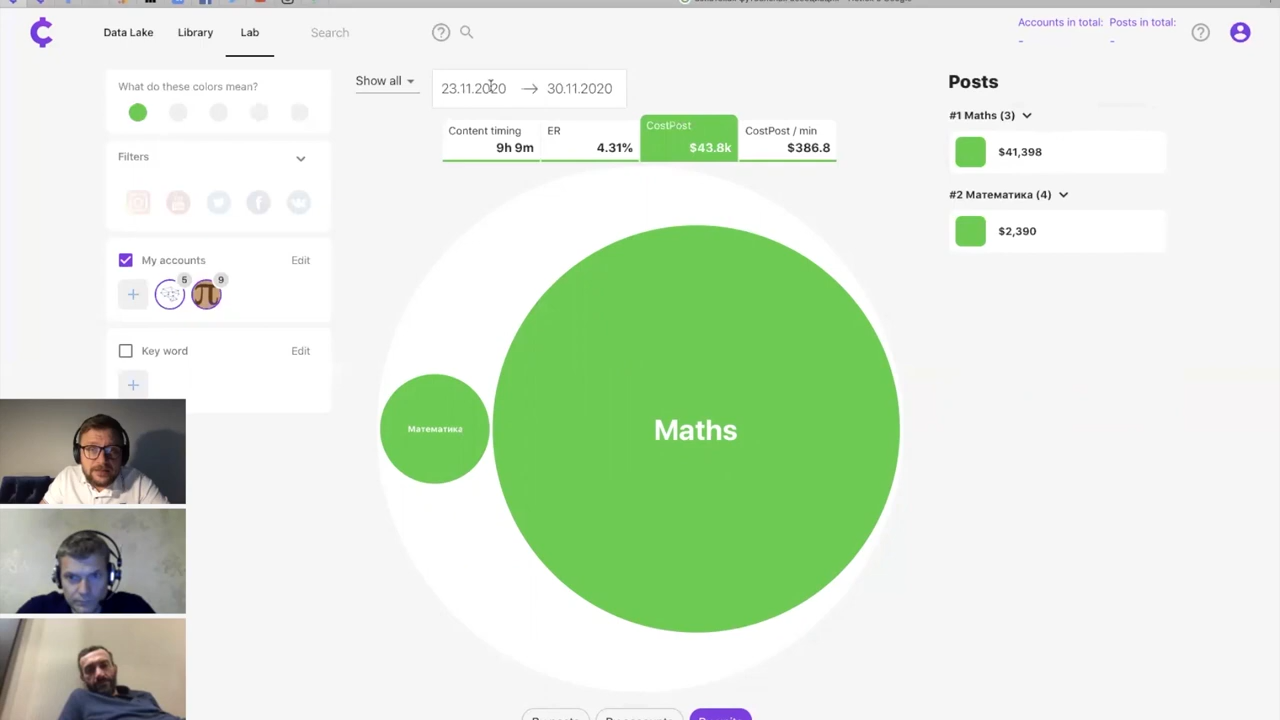 Data Lake
Library
Lab
Search
Accounts in total:
-
Posts in total:
-
What do these colors mean?
Filters
My accounts
Edit
5
9
Key word
Edit
Show all
23.11.2020 → 30.11.2020
Content timing
9h 9m
ER
4.31%
CostPost
$43.8k
CostPost / min
$386.8
Математика
Maths
Posts
#1 Maths (3)
$41,398
#2 Математика (4)
$2,390